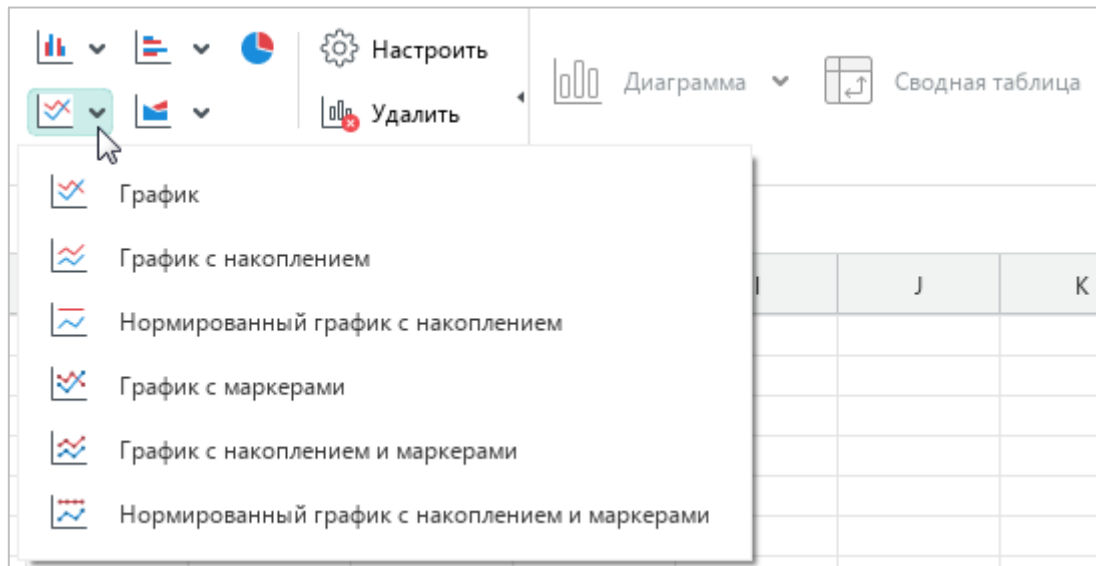 Настроить
Диаграмма
Сводная таблица
Удалить
График
График с накоплением
J
K
Нормированный график с накоплением
График с маркерами
График с накоплением и маркерами
Нормированный график с накоплением и маркерами